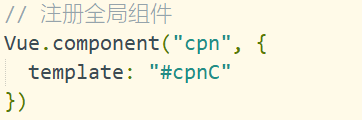 // 注册全局组件
Vue.component("cpn", {
  template: "#cpnC"
})